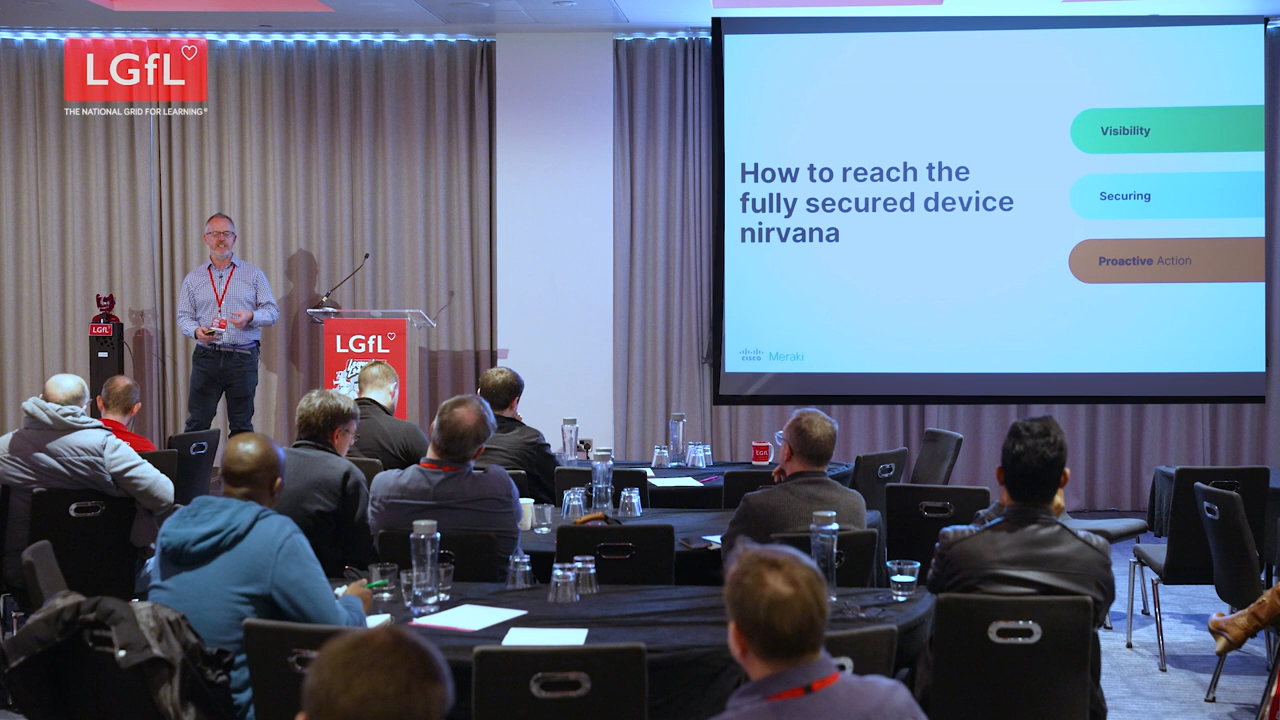 LGfL
THE NATIONAL GRID FOR LEARNING®
How to reach the
fully secured device
nirvana
Visibility
Securing
Proactive Action
CISCO Meraki
LGfL
LGfL
LGfL